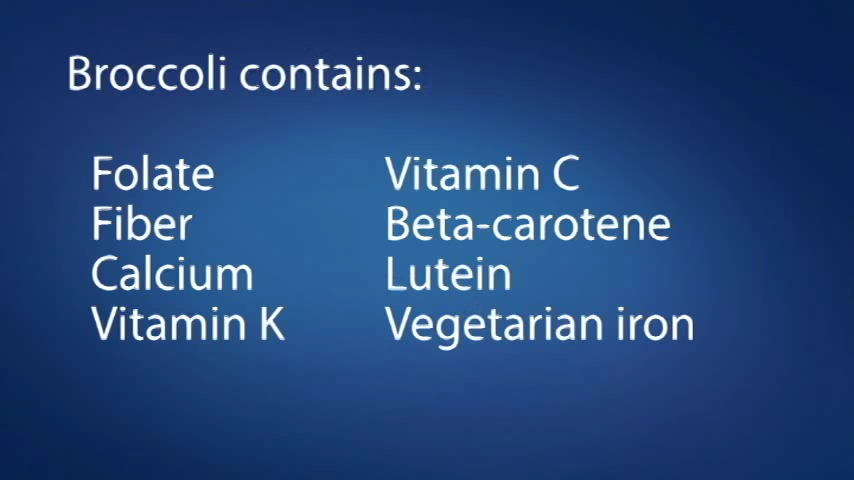 Broccoli contains:
Folate
Fiber
Calcium
Vitamin K
Vitamin C
Beta-carotene
Lutein
Vegetarian iron